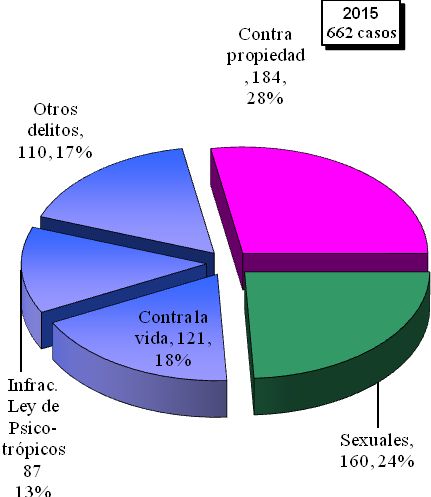 2015
662 casos
Contra
propiedad
,184,
28%
Otros
delitos,
110, 17%
Contra la
vida, 121,
18%
Infrac.
Ley de
Psico-
trópicos
87
13%
Sexuales,
160, 24%